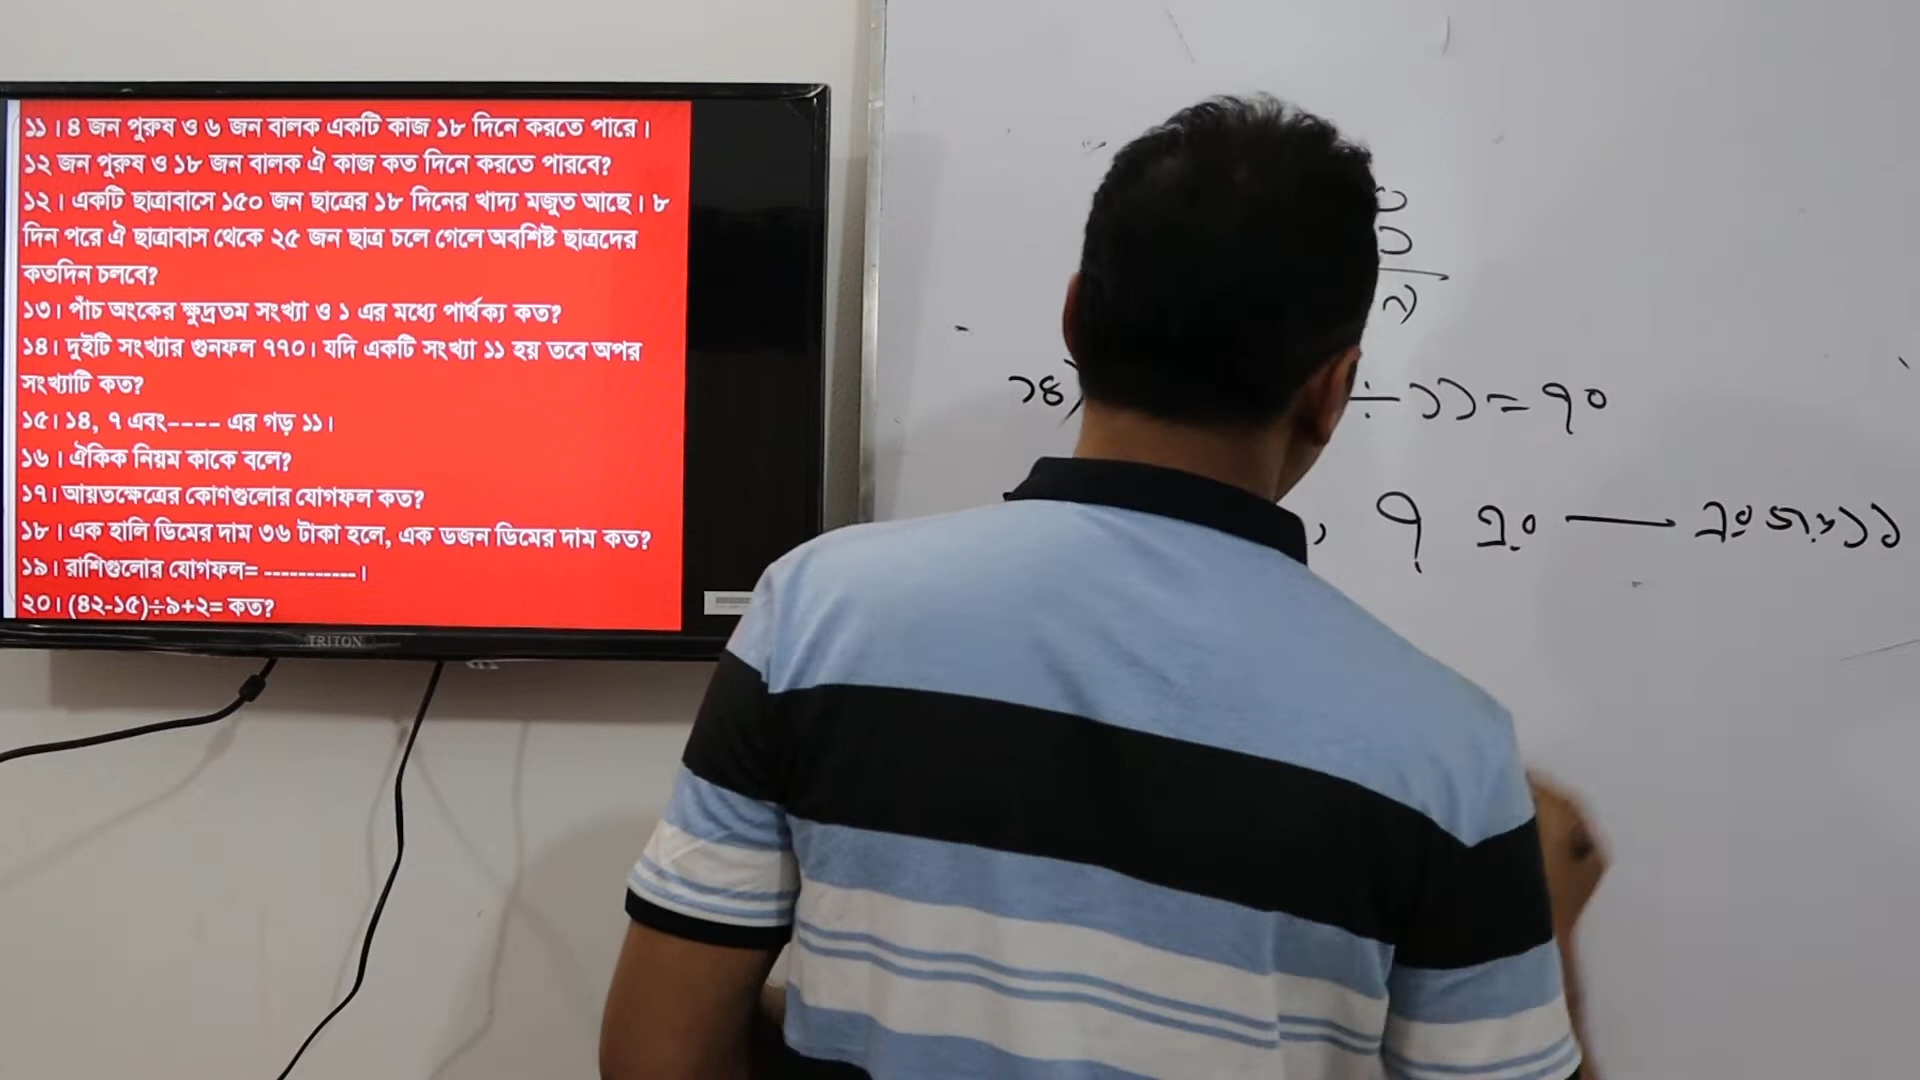 ১১। ৪ জন পুরুষ ও ৬ জন বালক একটি কাজ ১৮ দিনে করতে পারে।
১২ জন পুরুষ ও ১৮ জন বালক ঐ কাজ কত দিনে করতে পারবে?
১২। একটি ছাত্রাবাসে ১৫০ জন ছাত্রের ১৮ দিনের খাদ্য মজুত আছে। ৮
দিন পরে ঐ ছাত্রাবাস থেকে ২৫ জন ছাত্র চলে গেলে অবশিষ্ট ছাত্রদের
কতদিন চলবে?
১৩। পাঁচ অংকের ক্ষুদ্রতম সংখ্যা ও ১ এর মধ্যে পার্থক্য কত?
১৪। দুইটি সংখ্যার গুনফল ৭৭০। যদি একটি সংখ্যা ১১ হয় তবে অপর
সংখ্যাটি কত?
১৫। ১৪, ৭ এবং---- এর গড় ১১।
১৬। ঐকিক নিয়ম কাকে বলে?
১৭। আয়তক্ষেত্রের কোণগুলোর যোগফল কত?
১৮। এক হালি ডিমের দাম ৩৬ টাকা হলে, এক ডজন ডিমের দাম কত?
১৯। রাশিগুলোর যোগফল= -----------।
২০। (৪২-১৫)÷৯+২= কত?
TRITON
১৪) ÷ ১১ = ৭০
, ৭